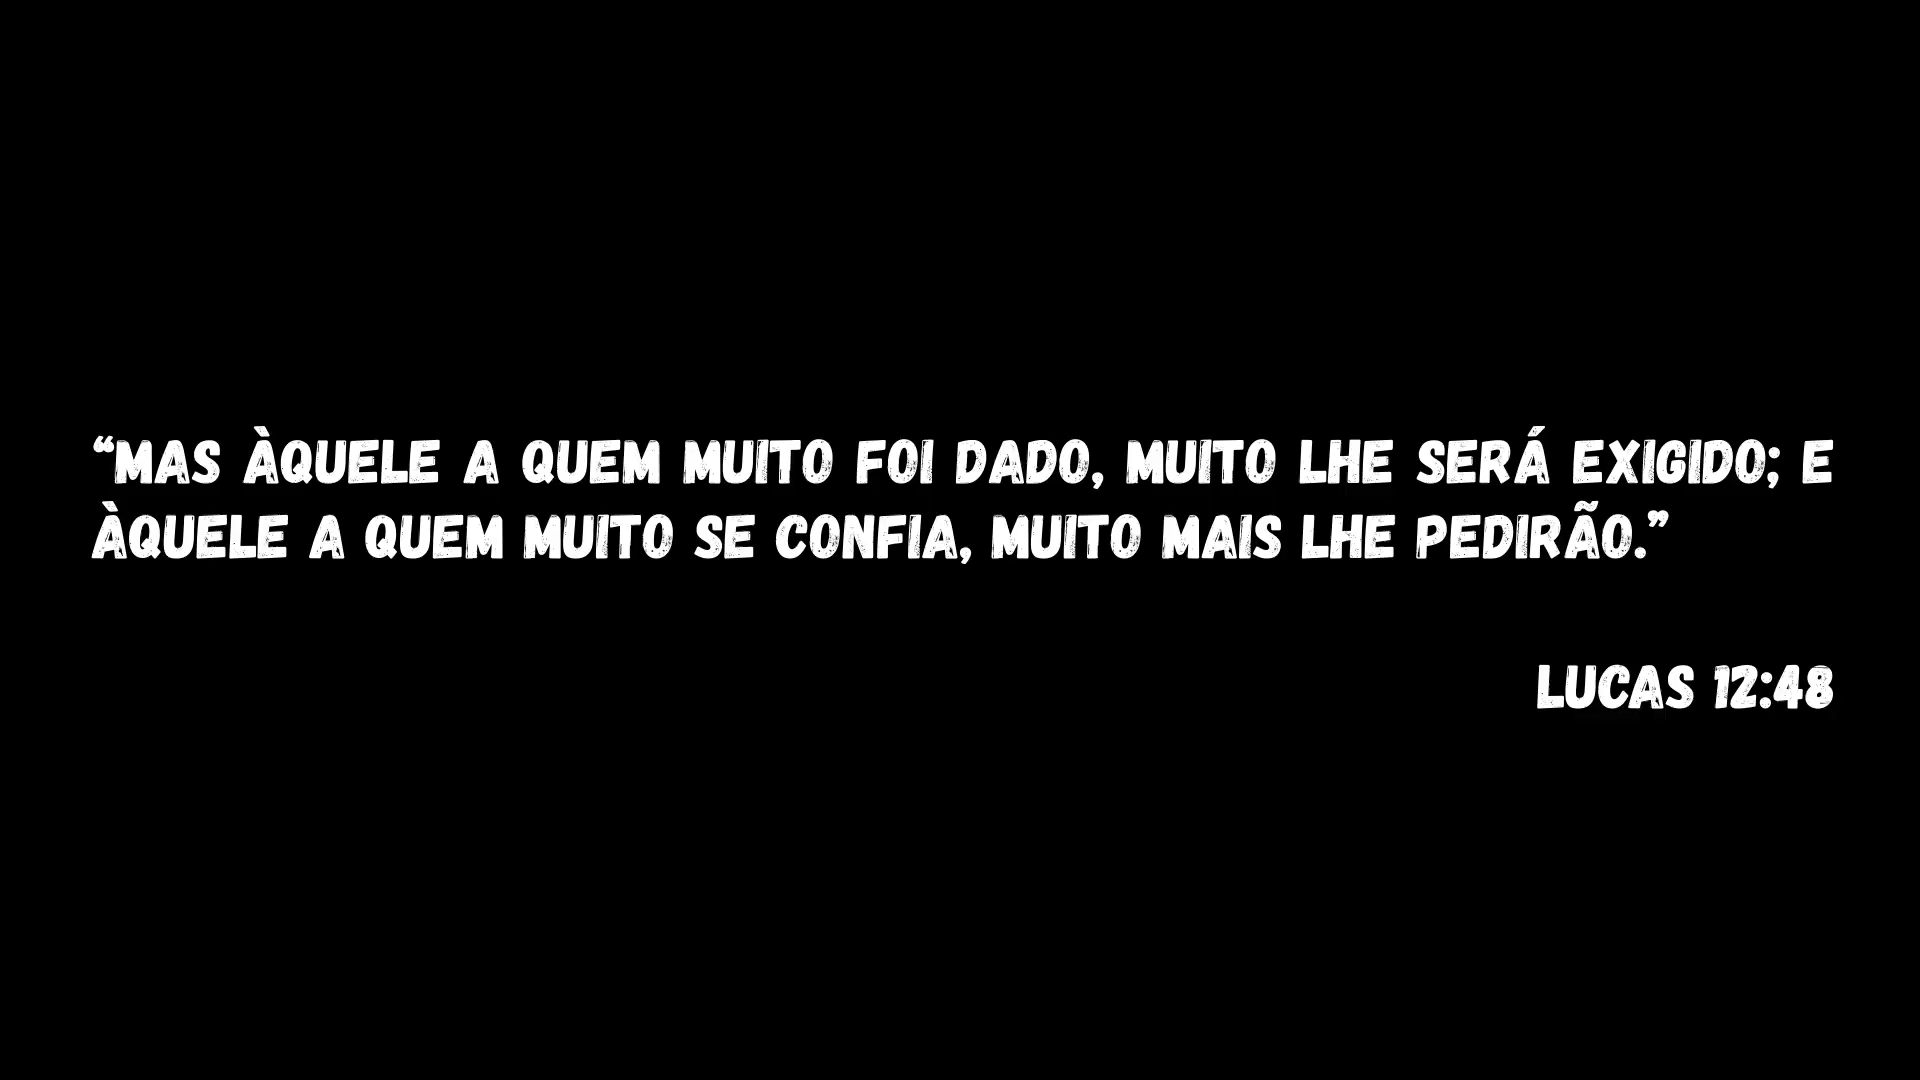 “MAS ÀQUELE A QUEM MUITO FOI DADO, MUITO LHE SERÁ EXIGIDO; E
ÀQUELE A QUEM MUITO SE CONFIA, MUITO MAIS LHE PEDIRÃO.”
LUCAS 12:48